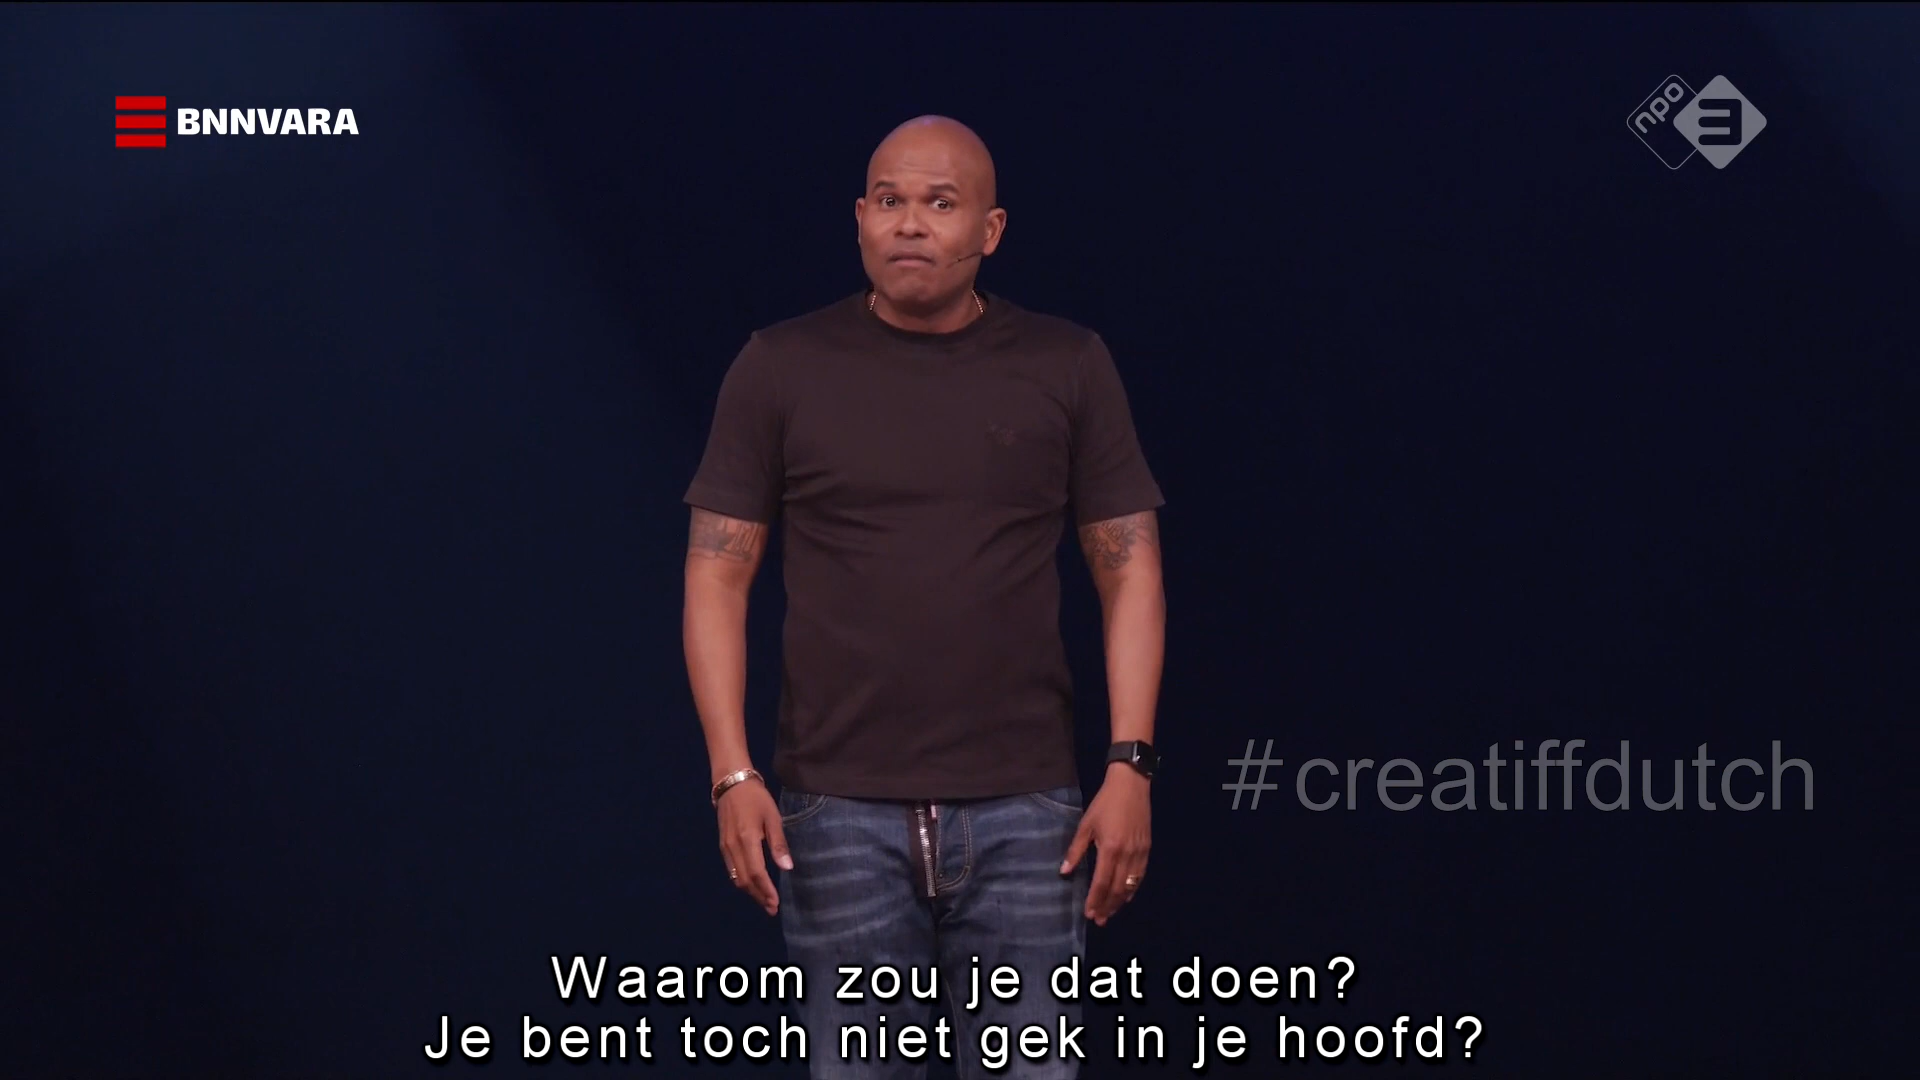 BNNVARA
npo 3
#creatiffdutch
Waarom zou je dat doen?
Je bent toch niet gek in je hoofd?